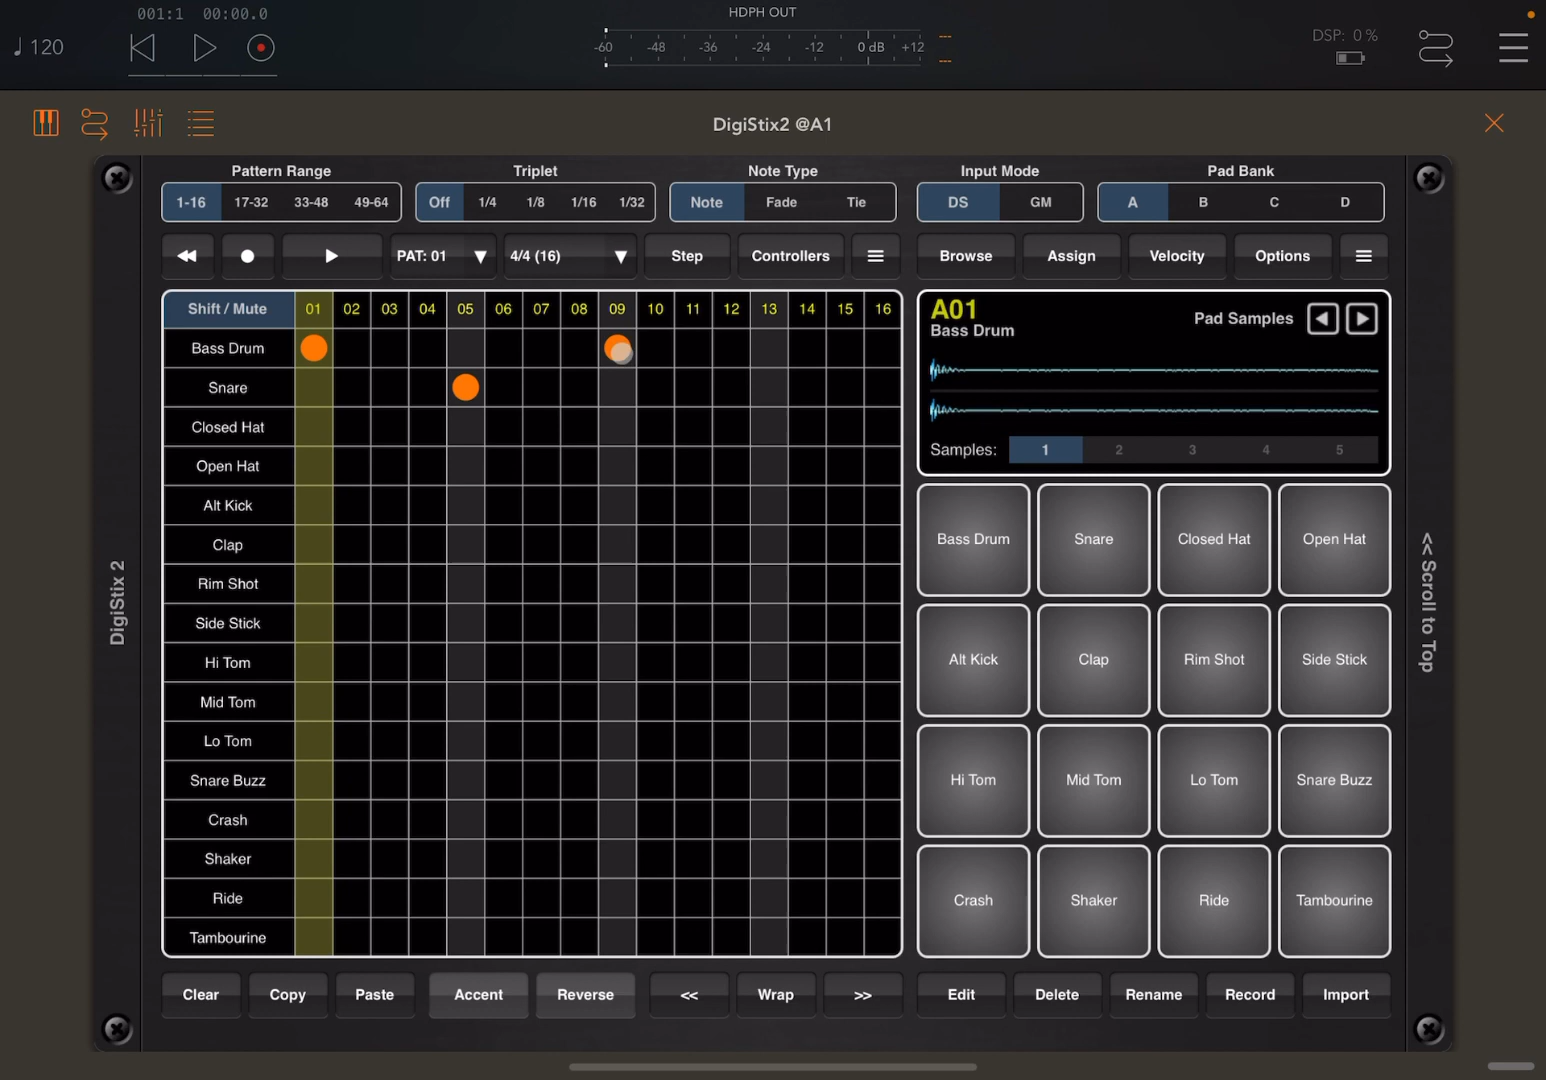 001:1 00:00.0
HDPH OUT
♩ 120
-60 -48 -36 -24 -12 0 dB +12
--- 
---
DSP: 0 %
DigiStix2 @A1
Pattern Range Triplet Note Type Input Mode Pad Bank
1-16 17-32 33-48 49-64 Off 1/4 1/8 1/16 1/32 Note Fade Tie DS GM A B C D
PAT: 01 ▼ 4/4 (16) ▼ Step Controllers Browse Assign Velocity Options
Shift / Mute 01 02 03 04 05 06 07 08 09 10 11 12 13 14 15 16
Bass Drum
Snare
Closed Hat
Open Hat
Alt Kick
Clap
Rim Shot
Side Stick
Hi Tom
Mid Tom
Lo Tom
Snare Buzz
Crash
Shaker
Ride
Tambourine
A01
Bass Drum
Pad Samples
Samples: 1 2 3 4 5
Bass Drum Snare Closed Hat Open Hat
Alt Kick Clap Rim Shot Side Stick
Hi Tom Mid Tom Lo Tom Snare Buzz
Crash Shaker Ride Tambourine
DigiStix 2
<< Scroll to Top
Clear Copy Paste Accent Reverse << Wrap >> Edit Delete Rename Record Import